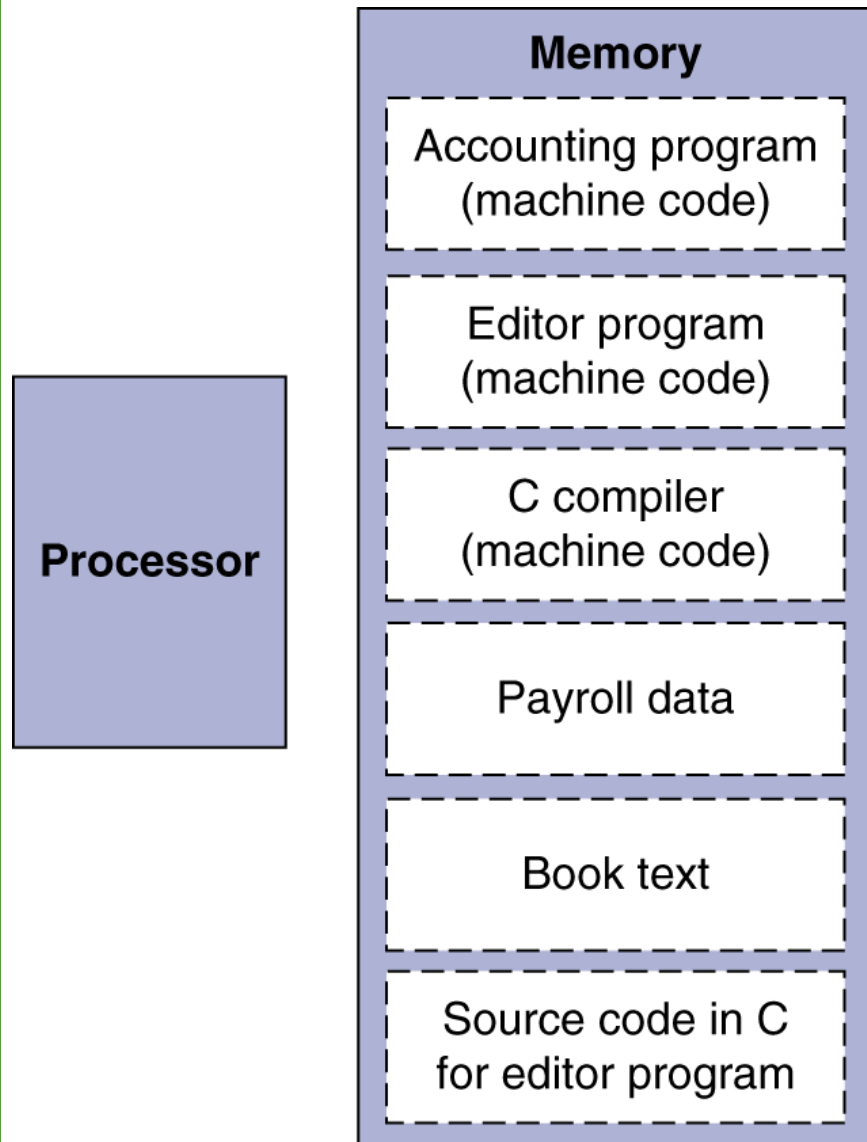 Memory
Accounting program
(machine code)
Editor program
(machine code)
C compiler
(machine code)
Processor
Payroll data
Book text
Source code in C
for editor program